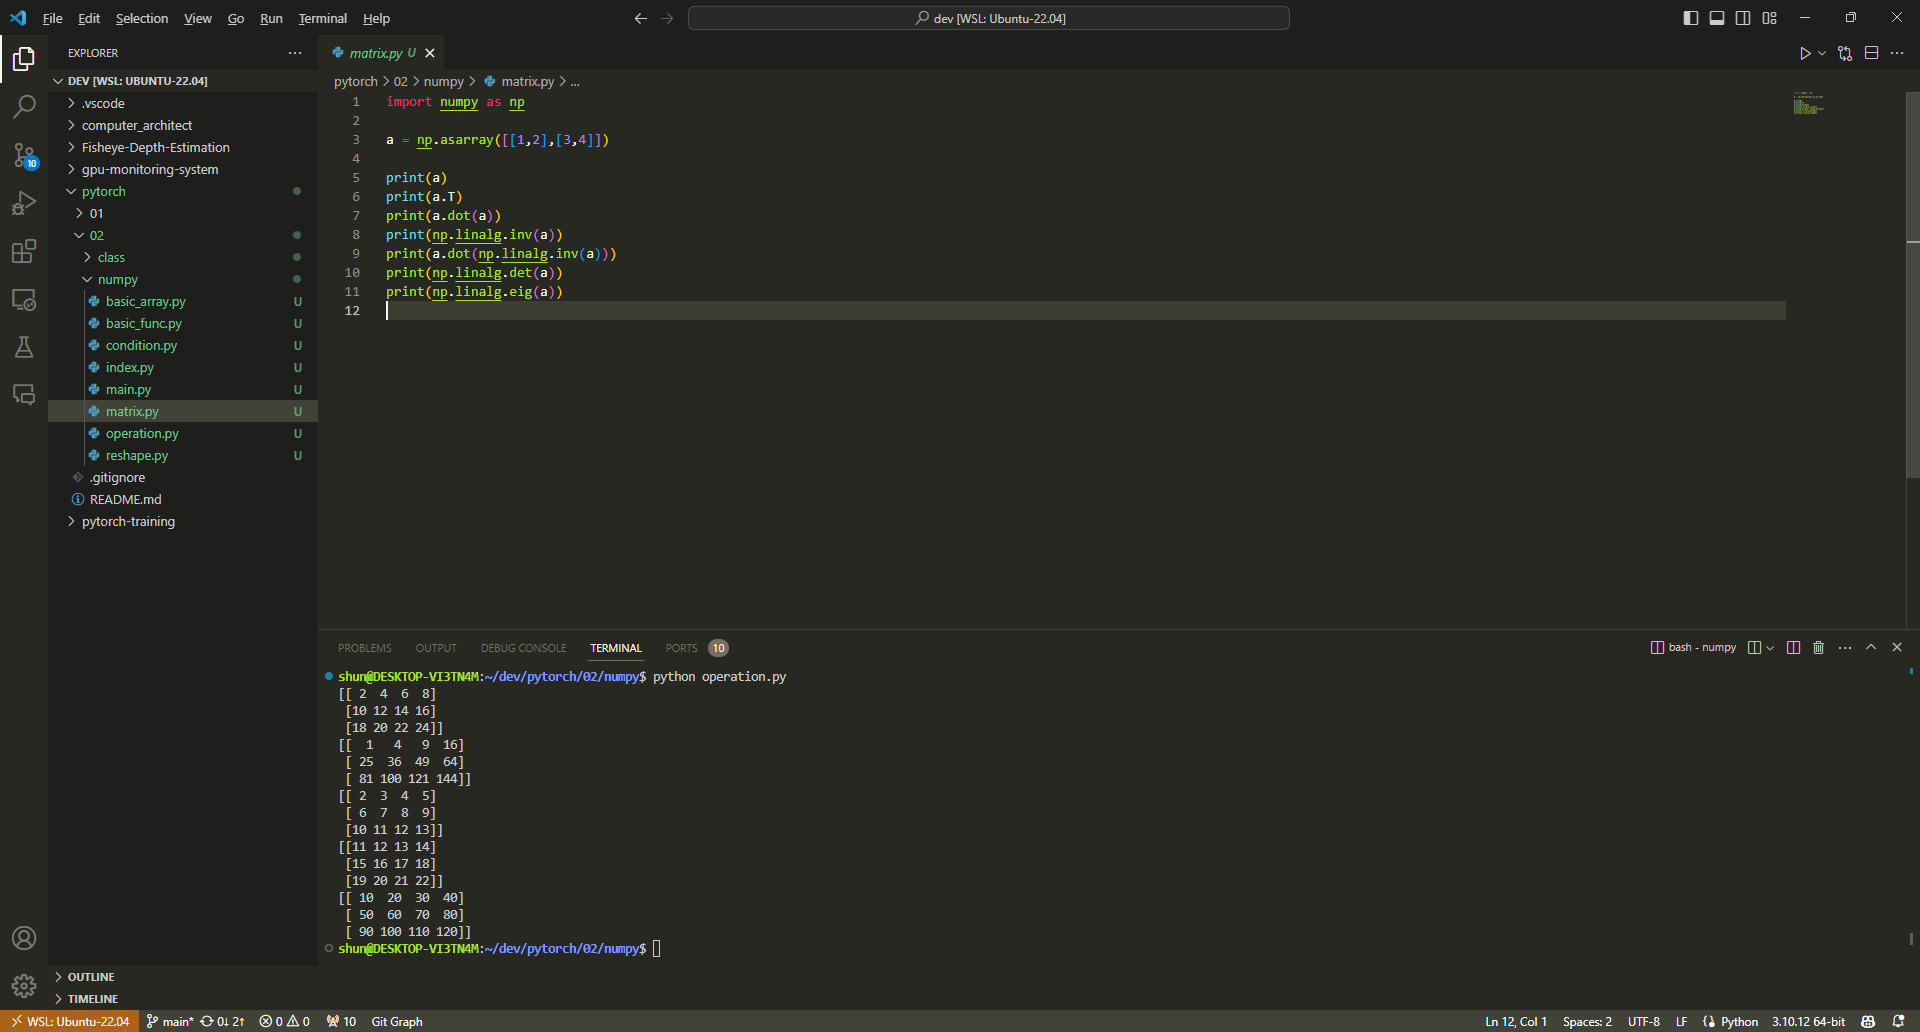 File Edit Selection View Go Run Terminal Help
dev [WSL: Ubuntu-22.04]
EXPLORER
DEV [WSL: UBUNTU-22.04]
.vscode
computer_architect
Fisheye-Depth-Estimation
gpu-monitoring-system
pytorch
01
02
class
numpy
basic_array.py U
basic_func.py U
condition.py U
index.py U
main.py U
matrix.py U
operation.py U
reshape.py U
.gitignore
README.md
pytorch-training
OUTLINE
TIMELINE
10
matrix.py U
pytorch > 02 > numpy > matrix.py > ...
1 import numpy as np
2
3 a = np.asarray([[1,2],[3,4]])
4
5 print(a)
6 print(a.T)
7 print(a.dot(a))
8 print(np.linalg.inv(a))
9 print(a.dot(np.linalg.inv(a)))
10 print(np.linalg.det(a))
11 print(np.linalg.eig(a))
12
PROBLEMS OUTPUT DEBUG CONSOLE TERMINAL PORTS 10
bash - numpy
shun@DESKTOP-VI3TN4M:~/dev/pytorch/02/numpy$ python operation.py
[[ 2  4  6  8]
 [10 12 14 16]
 [18 20 22 24]]
[[  1   4   9  16]
 [ 25  36  49  64]
 [ 81 100 121 144]]
[[ 2  3  4  5]
 [ 6  7  8  9]
 [10 11 12 13]]
[[11 12 13 14]
 [15 16 17 18]
 [19 20 21 22]]
[[ 10  20  30  40]
 [ 50  60  70  80]
 [ 90 100 110 120]]
shun@DESKTOP-VI3TN4M:~/dev/pytorch/02/numpy$
WSL: Ubuntu-22.04 main* 0↓ 2↑ 0 0 10 Git Graph
Ln 12, Col 1 Spaces: 2 UTF-8 LF Python 3.10.12 64-bit